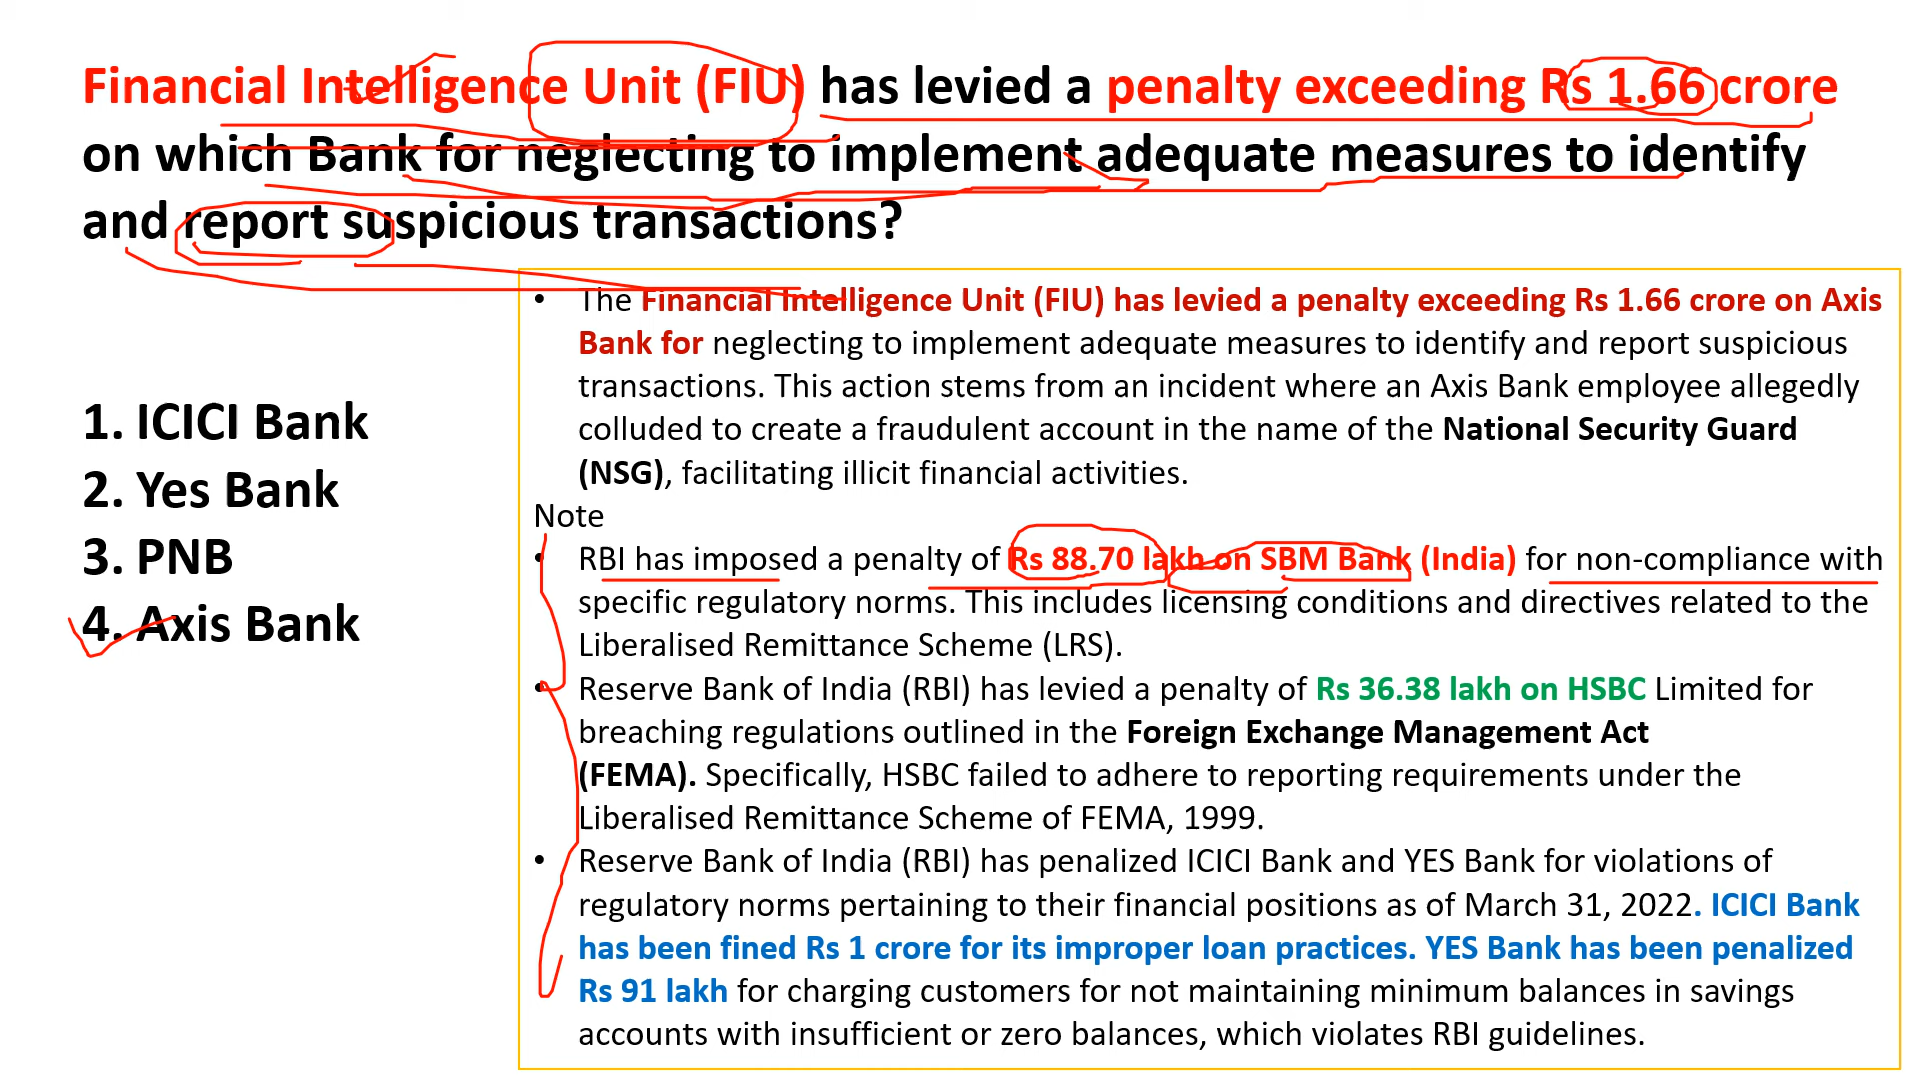 Financial Intelligence Unit (FIU) has levied a penalty exceeding Rs 1.66 crore
on which Bank for neglecting to implement adequate measures to identify
and report suspicious transactions?
1. ICICI Bank
2. Yes Bank
3. PNB
4. Axis Bank
• The Financial Intelligence Unit (FIU) has levied a penalty exceeding Rs 1.66 crore on Axis
Bank for neglecting to implement adequate measures to identify and report suspicious
transactions. This action stems from an incident where an Axis Bank employee allegedly
colluded to create a fraudulent account in the name of the National Security Guard
(NSG), facilitating illicit financial activities.
Note
• RBI has imposed a penalty of Rs 88.70 lakh on SBM Bank (India) for non-compliance with
specific regulatory norms. This includes licensing conditions and directives related to the
Liberalised Remittance Scheme (LRS).
• Reserve Bank of India (RBI) has levied a penalty of Rs 36.38 lakh on HSBC Limited for
breaching regulations outlined in the Foreign Exchange Management Act
(FEMA). Specifically, HSBC failed to adhere to reporting requirements under the
Liberalised Remittance Scheme of FEMA, 1999.
• Reserve Bank of India (RBI) has penalized ICICI Bank and YES Bank for violations of
regulatory norms pertaining to their financial positions as of March 31, 2022. ICICI Bank
has been fined Rs 1 crore for its improper loan practices. YES Bank has been penalized
Rs 91 lakh for charging customers for not maintaining minimum balances in savings
accounts with insufficient or zero balances, which violates RBI guidelines.